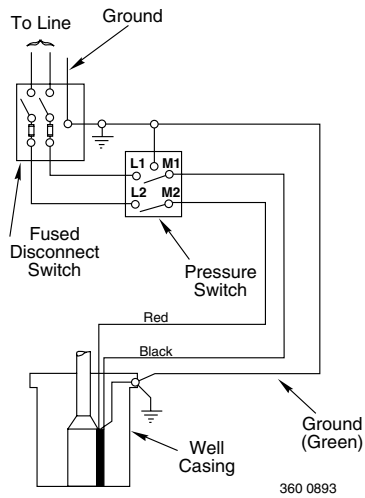 To Line
Ground
L1 M1
L2 M2
Fused
Disconnect
Switch
Pressure
Switch
Red
Black
Ground
(Green)
Well
Casing
360 0893